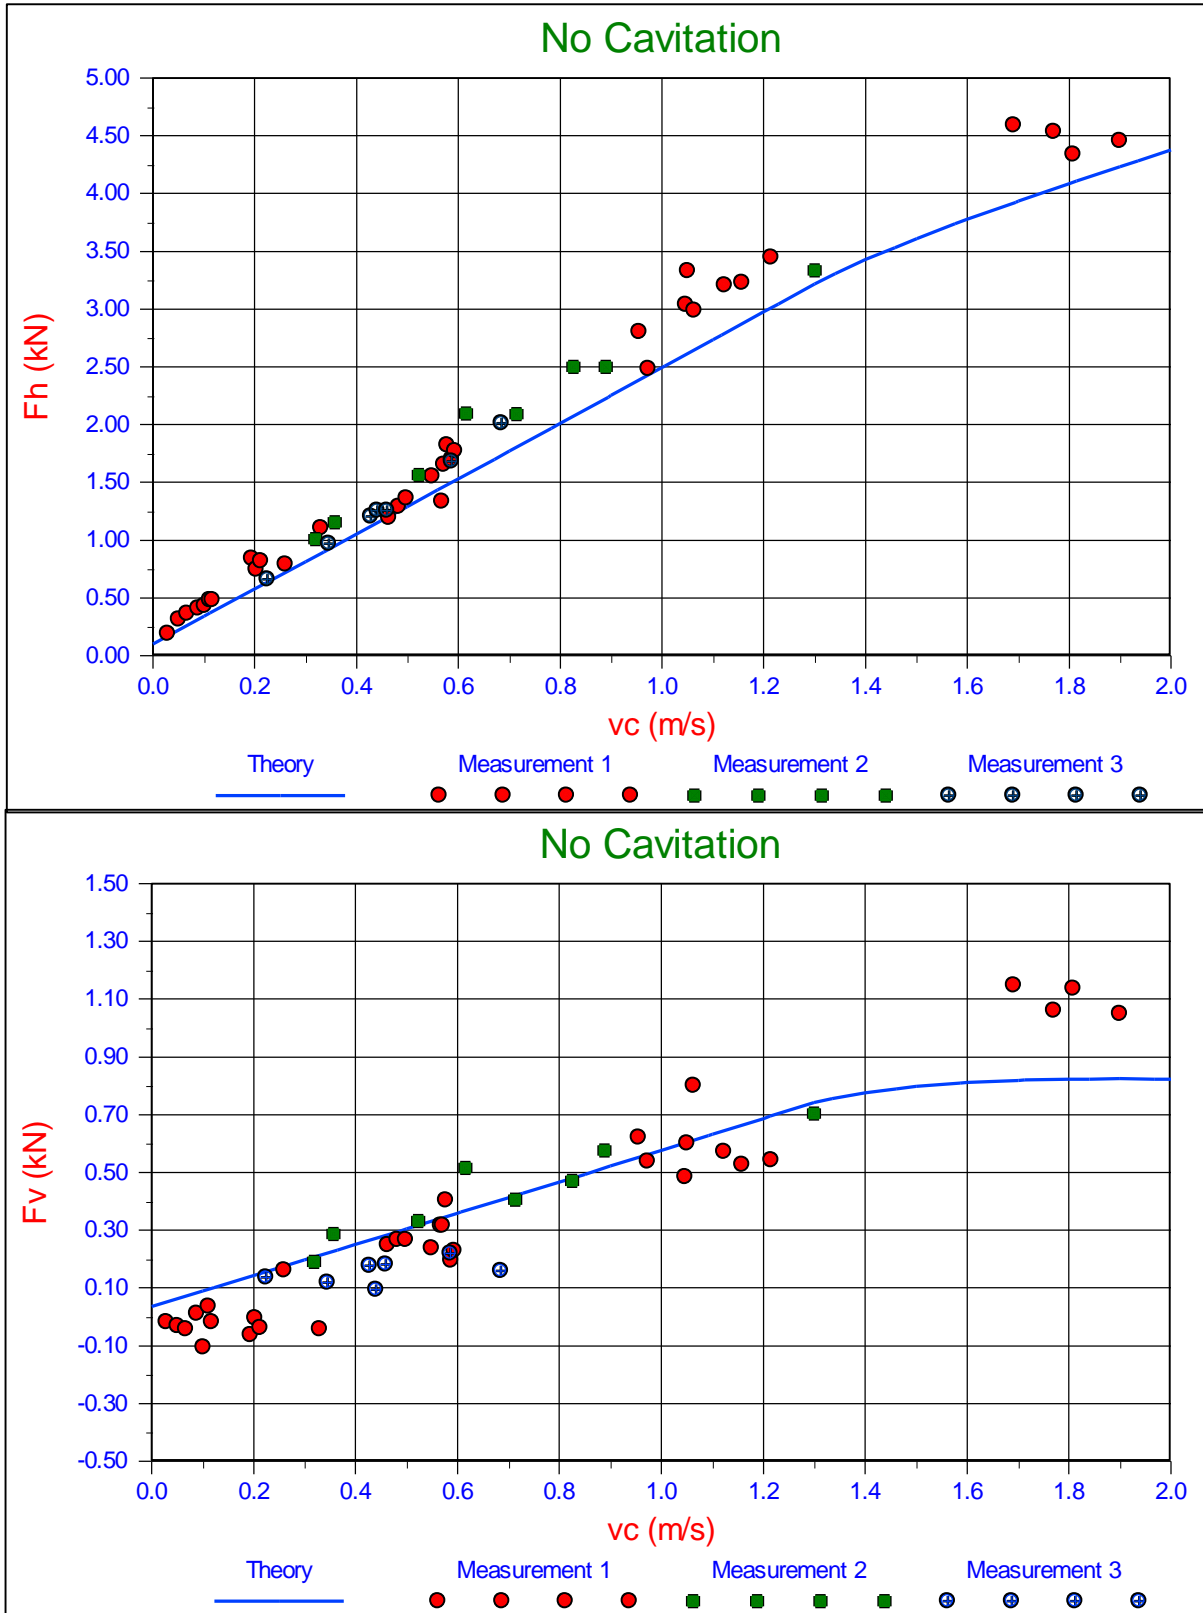 No Cavitation
5.00
4.50
4.00
3.50
3.00
2.50
2.00
1.50
1.00
0.50
0.00
Fh (kN)
0.0 0.2 0.4 0.6 0.8 1.0 1.2 1.4 1.6 1.8 2.0
vc (m/s)
Theory Measurement 1 Measurement 2 Measurement 3
No Cavitation
1.50
1.30
1.10
0.90
0.70
0.50
0.30
0.10
-0.10
-0.30
-0.50
Fv (kN)
0.0 0.2 0.4 0.6 0.8 1.0 1.2 1.4 1.6 1.8 2.0
vc (m/s)
Theory Measurement 1 Measurement 2 Measurement 3